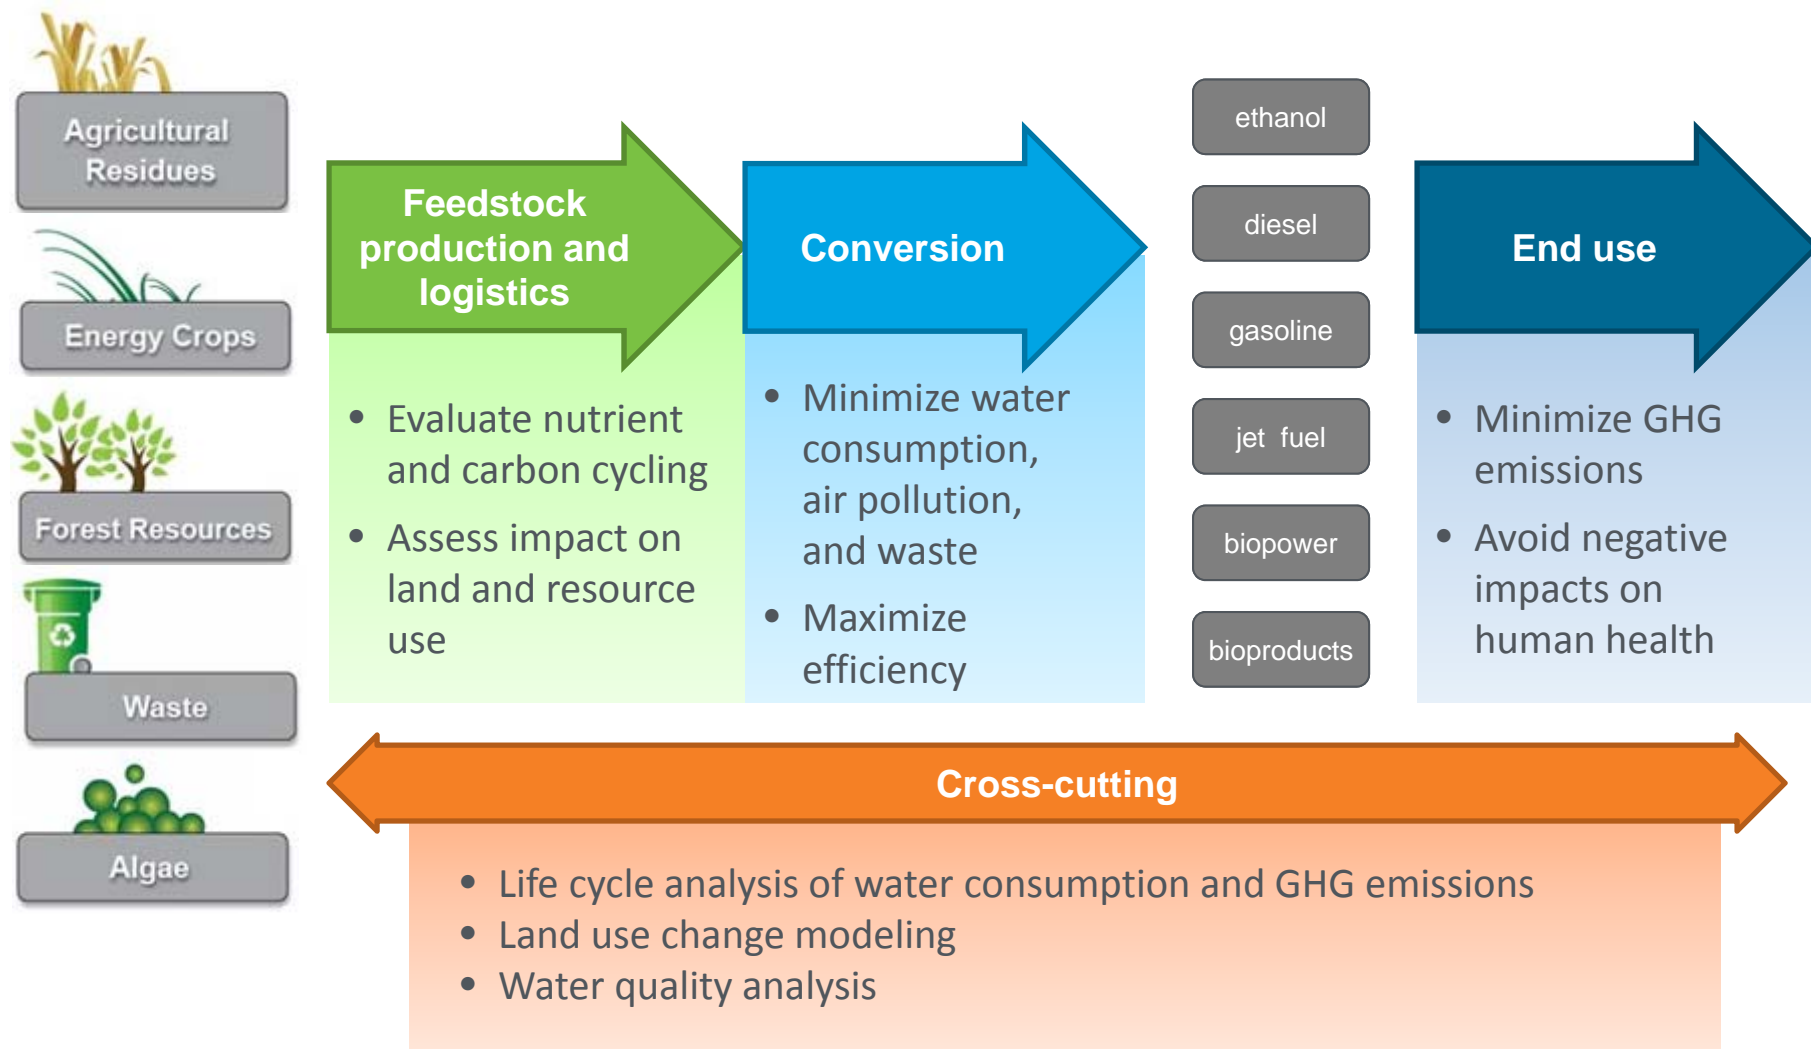 Agricultural
Residues
Energy Crops
Forest Resources
Waste
Algae
Feedstock
production and
logistics
• Evaluate nutrient
and carbon cycling
• Assess impact on
land and resource
use
Conversion
• Minimize water
consumption,
air pollution,
and waste
• Maximize
efficiency
ethanol
diesel
gasoline
jet fuel
biopower
bioproducts
End use
• Minimize GHG
emissions
• Avoid negative
impacts on
human health
Cross-cutting
• Life cycle analysis of water consumption and GHG emissions
• Land use change modeling
• Water quality analysis